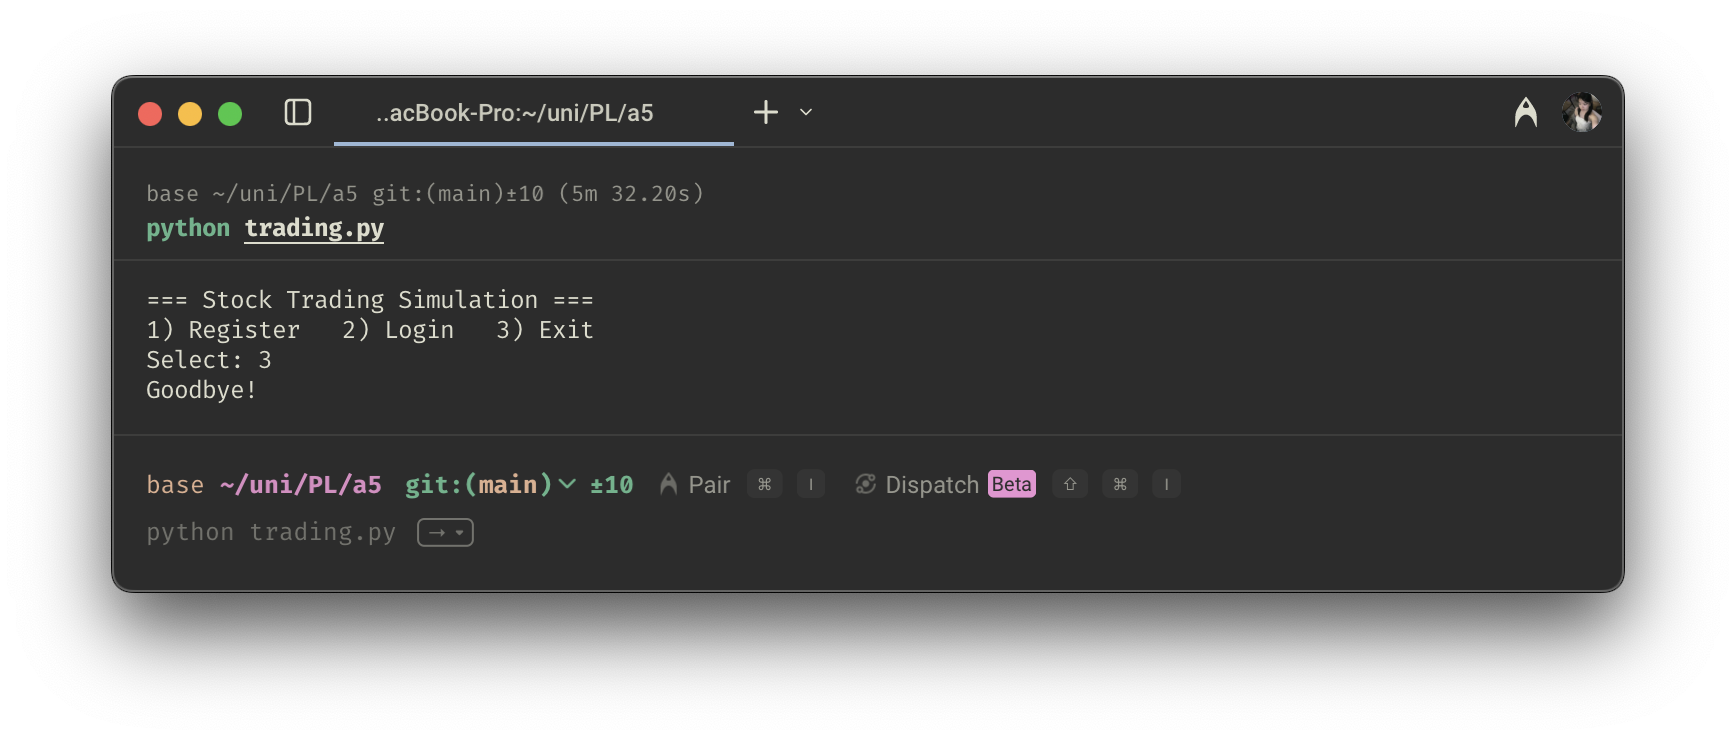 ..acBook-Pro:~/uni/PL/a5
base ~/uni/PL/a5 git:(main)±10 (5m 32.20s)
python trading.py
=== Stock Trading Simulation ===
1) Register   2) Login   3) Exit
Select: 3
Goodbye!
base ~/uni/PL/a5 git:(main) ±10 Pair ⌘ I Dispatch Beta ⇧ ⌘ I
python trading.py →